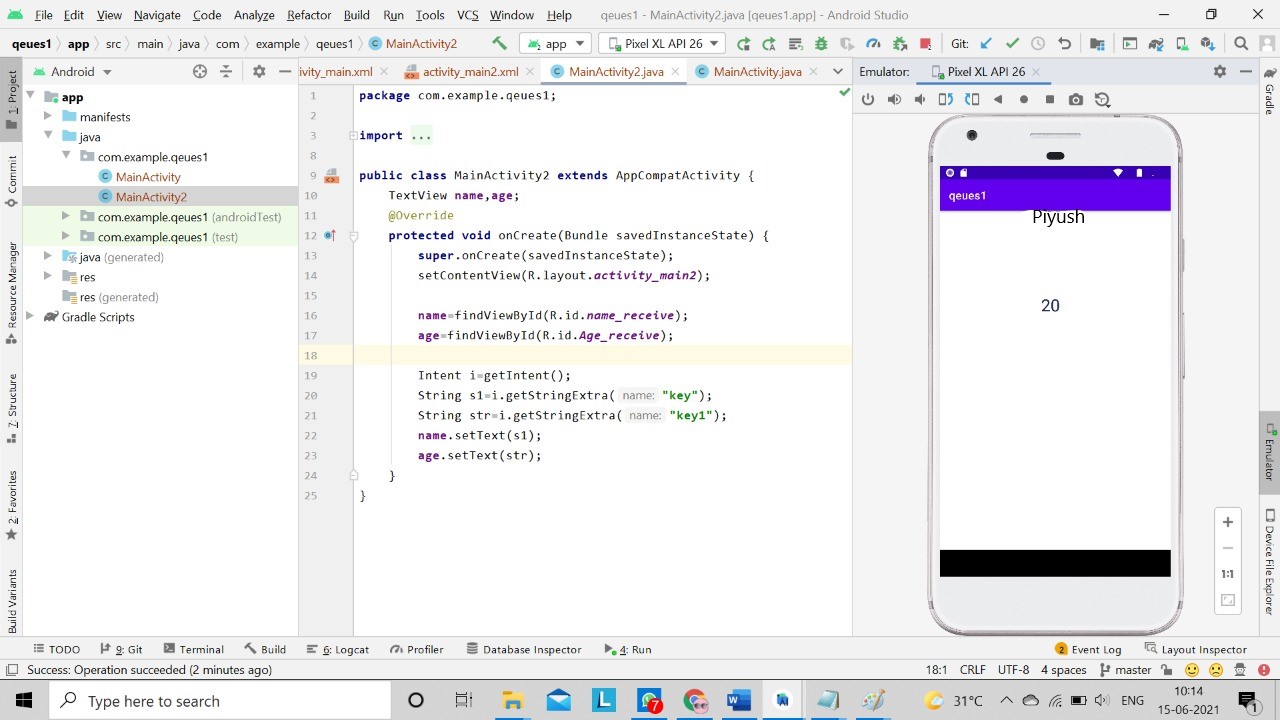 File Edit View Navigate Code Analyze Refactor Build Run Tools VCS Window Help qeues1 - MainActivity2.java [qeues1.app] - Android Studio
qeues1 app src main java com example qeues1 MainActivity2 app Pixel XL API 26 Git:
Android
ivity_main.xml activity_main2.xml MainActivity2.java MainActivity.java
Emulator: Pixel XL API 26
1: Project
Commit
Resource Manager
Z: Structure
2: Favorites
Build Variants
app
manifests
java
com.example.qeues1
MainActivity
MainActivity2
com.example.qeues1 (androidTest)
com.example.qeues1 (test)
java (generated)
res
res (generated)
Gradle Scripts
1 package com.example.qeues1;
2
3 import ...
8
9 public class MainActivity2 extends AppCompatActivity {
10 TextView name,age;
11 @Override
12 protected void onCreate(Bundle savedInstanceState) {
13 super.onCreate(savedInstanceState);
14 setContentView(R.layout.activity_main2);
15
16 name=findViewById(R.id.name_receive);
17 age=findViewById(R.id.Age_receive);
18
19 Intent i=getIntent();
20 String s1=i.getStringExtra( name: "key");
21 String str=i.getStringExtra( name: "key1");
22 name.setText(s1);
23 age.setText(str);
24 }
25 }
qeues1
Piyush
20
1:1
Gradle
Emulator
Device File Explorer
TODO 9: Git Terminal Build 6: Logcat Profiler Database Inspector 4: Run 2 Event Log Layout Inspector
Success: Operation succeeded (2 minutes ago) 18:1 CRLF UTF-8 4 spaces master
Type here to search
W
L
7
31°C ENG
10:14
15-06-2021
1